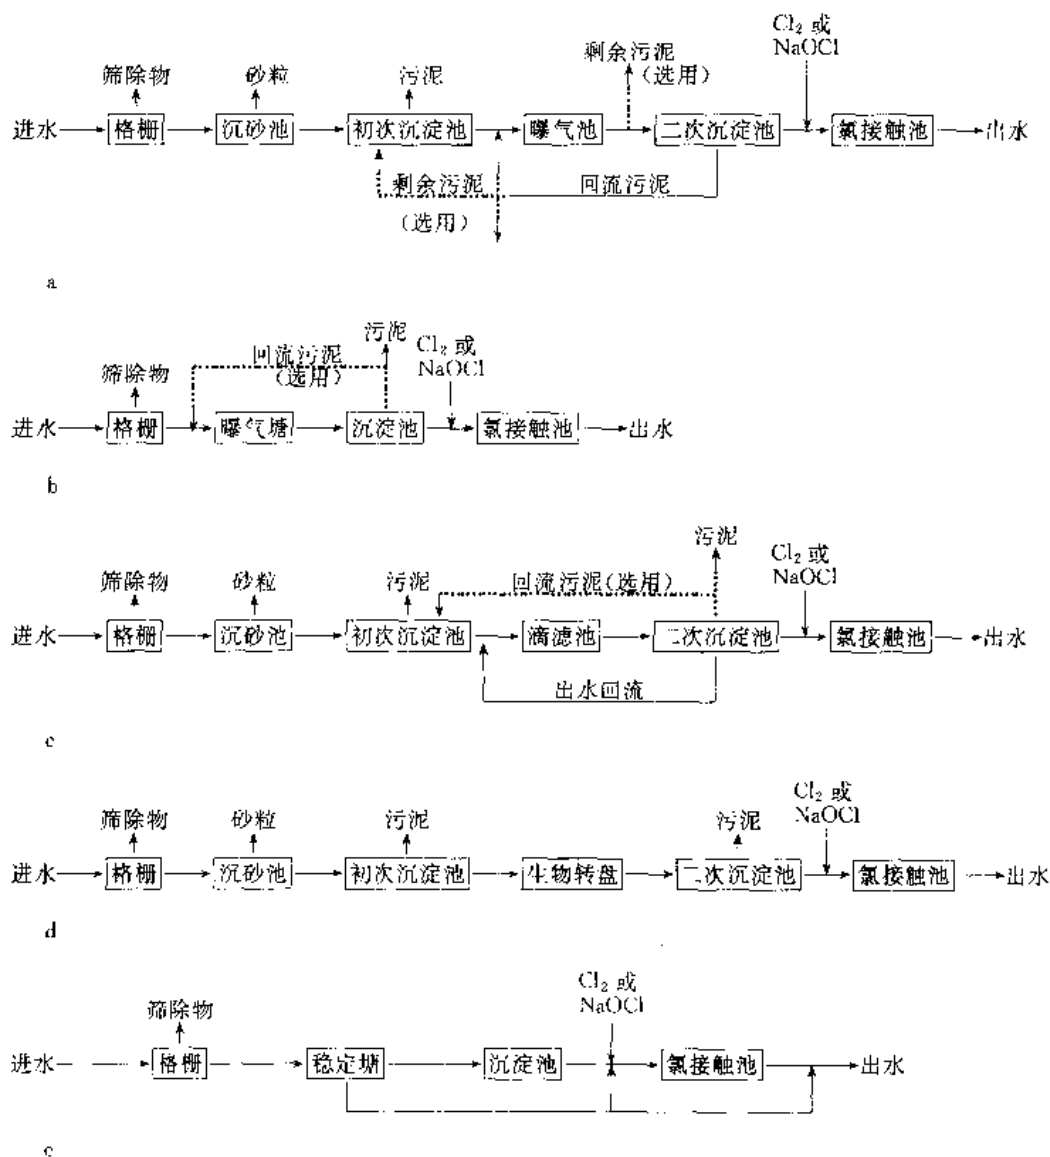 Cl₂ 或
NaOCl
剩余污泥
（选用）
筛除物 砂粒 污泥
进水 格栅 沉砂池 初次沉淀池 曝气池 二次沉淀池 氯接触池 出水
剩余污泥 回流污泥
（选用）
a
污泥
Cl₂ 或
NaOCl
回流污泥
（选用）
筛除物
进水 格栅 曝气塘 沉淀池 氯接触池 出水
b
污泥
Cl₂ 或
NaOCl
筛除物 砂粒 污泥 回流污泥(选用)
进水 格栅 沉砂池 初次沉淀池 滴滤池 二次沉淀池 氯接触池 出水
出水回流
c
Cl₂ 或
NaOCl
筛除物 砂粒 污泥 污泥
进水 格栅 沉砂池 初次沉淀池 生物转盘 二次沉淀池 氯接触池 出水
d
Cl₂ 或
NaOCl
筛除物
进水 格栅 稳定塘 沉淀池 氯接触池 出水
e